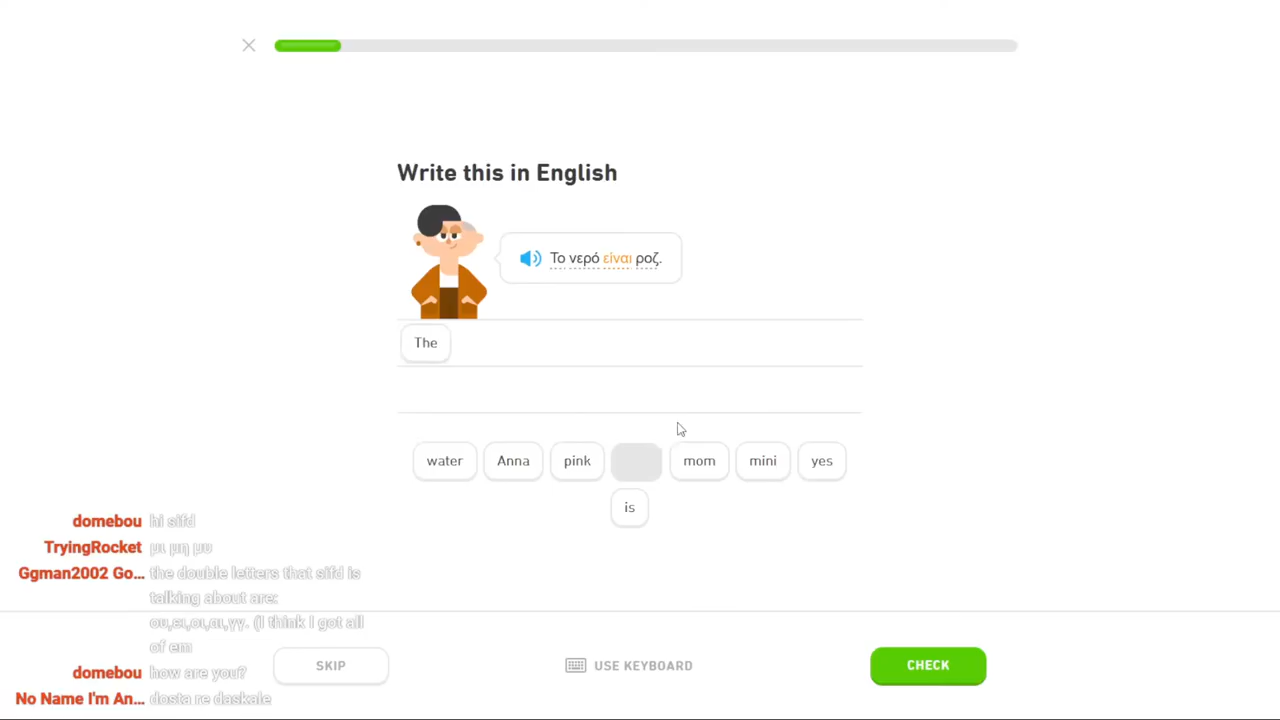 Write this in English
Το νερό είναι ροζ.
The
water Anna pink mom mini yes
is
domebou hi sifd
TryingRocket μι μη μυ
Ggman2002 Go... the double letters that sifd is
talking about are:
ου,ει,οι,αι,γγ. (I think I got all
of em
domebou how are you?
No Name I'm An... dosta re daskale
SKIP USE KEYBOARD CHECK